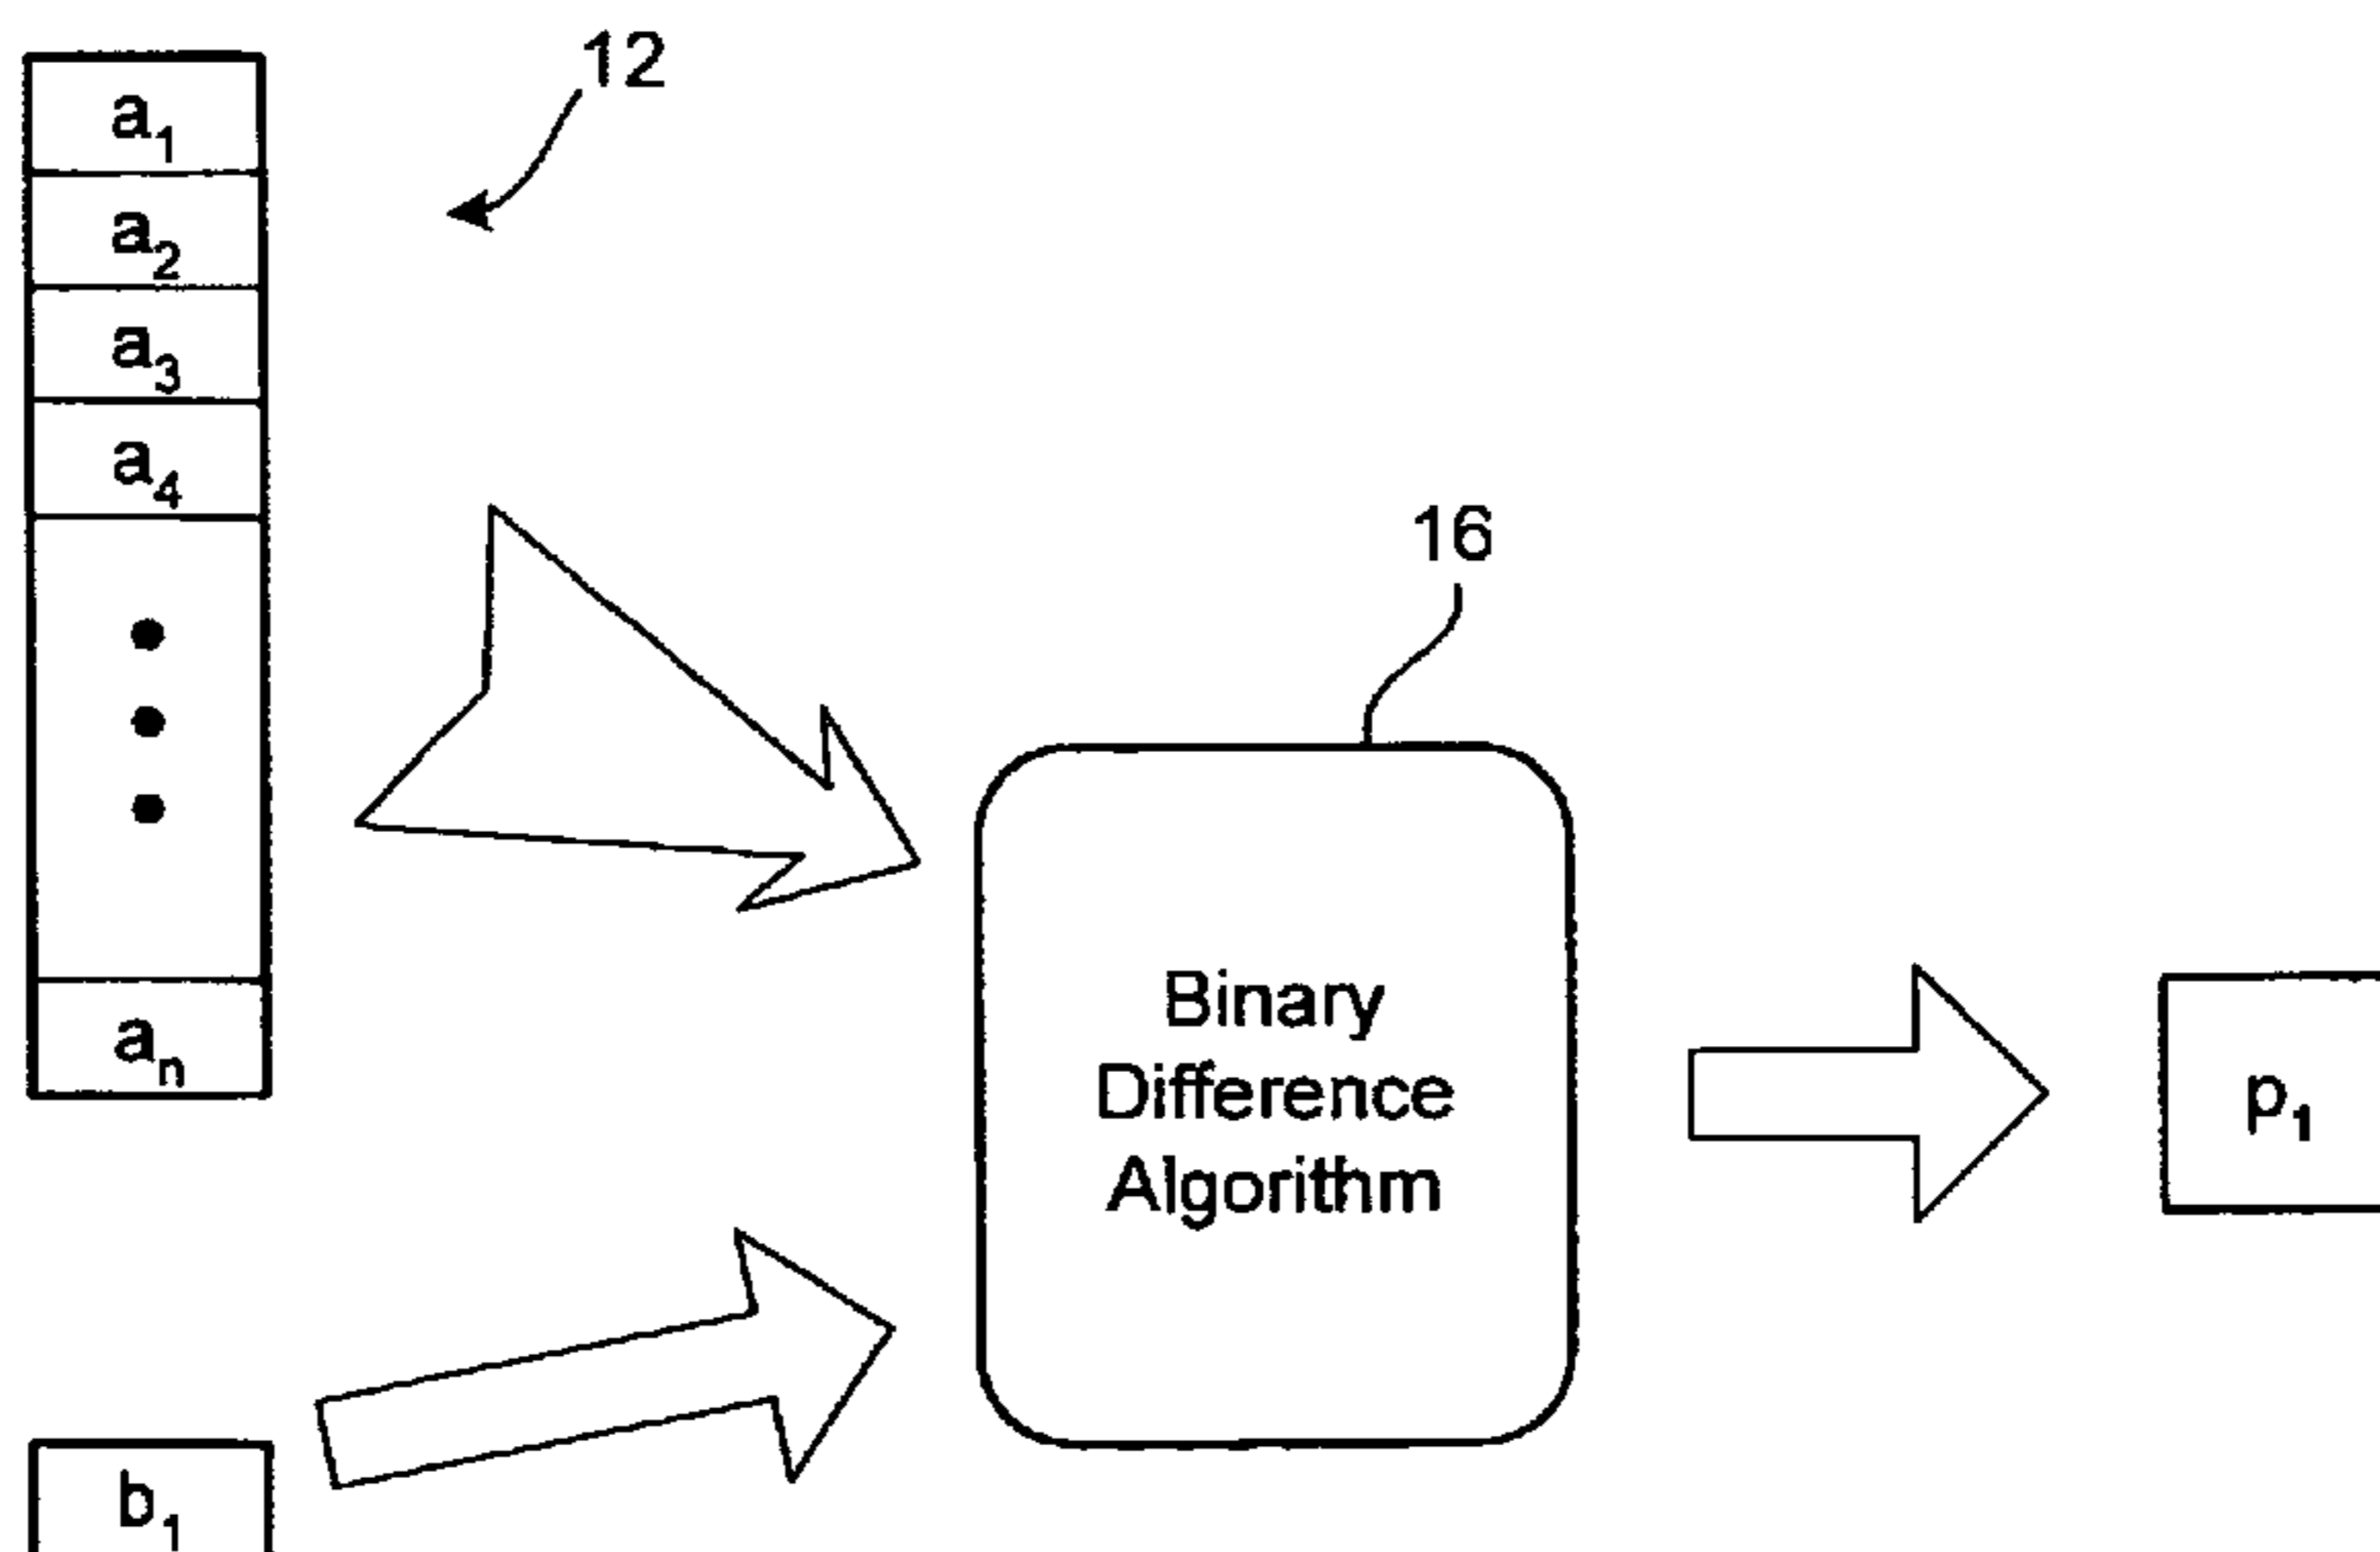 12
a₁
a₂
a₃
a₄
aₙ
16
Binary
Difference
Algorithm
p₁
b₁